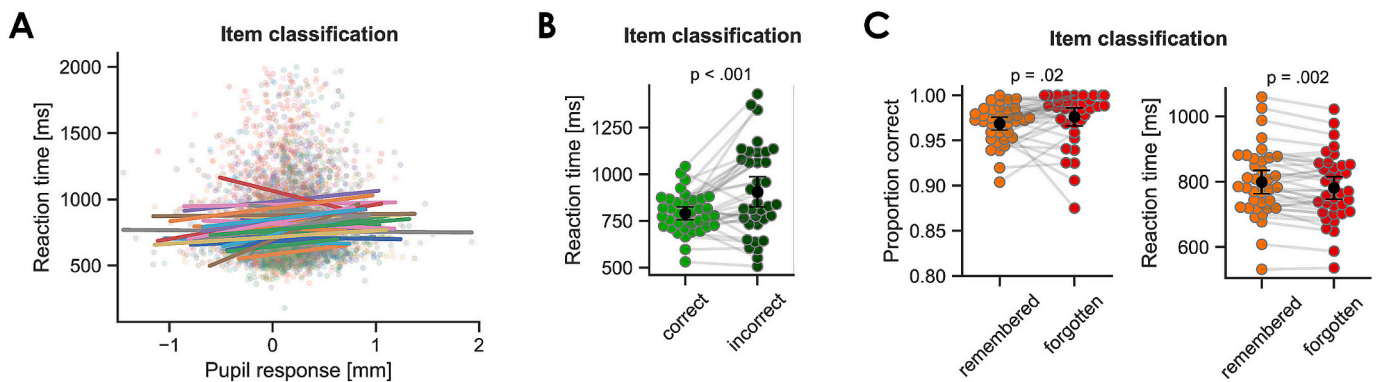 A
Item classification
Reaction time [ms]
2000
1500
1000
500
−1
0
1
2
Pupil response [mm]
B
Item classification
p < .001
Reaction time [ms]
1250
1000
750
500
correct
incorrect
C
Item classification
p = .02
Proportion correct
1.00
0.95
0.90
0.85
0.80
remembered
forgotten
p = .002
Reaction time [ms]
1000
800
600
remembered
forgotten